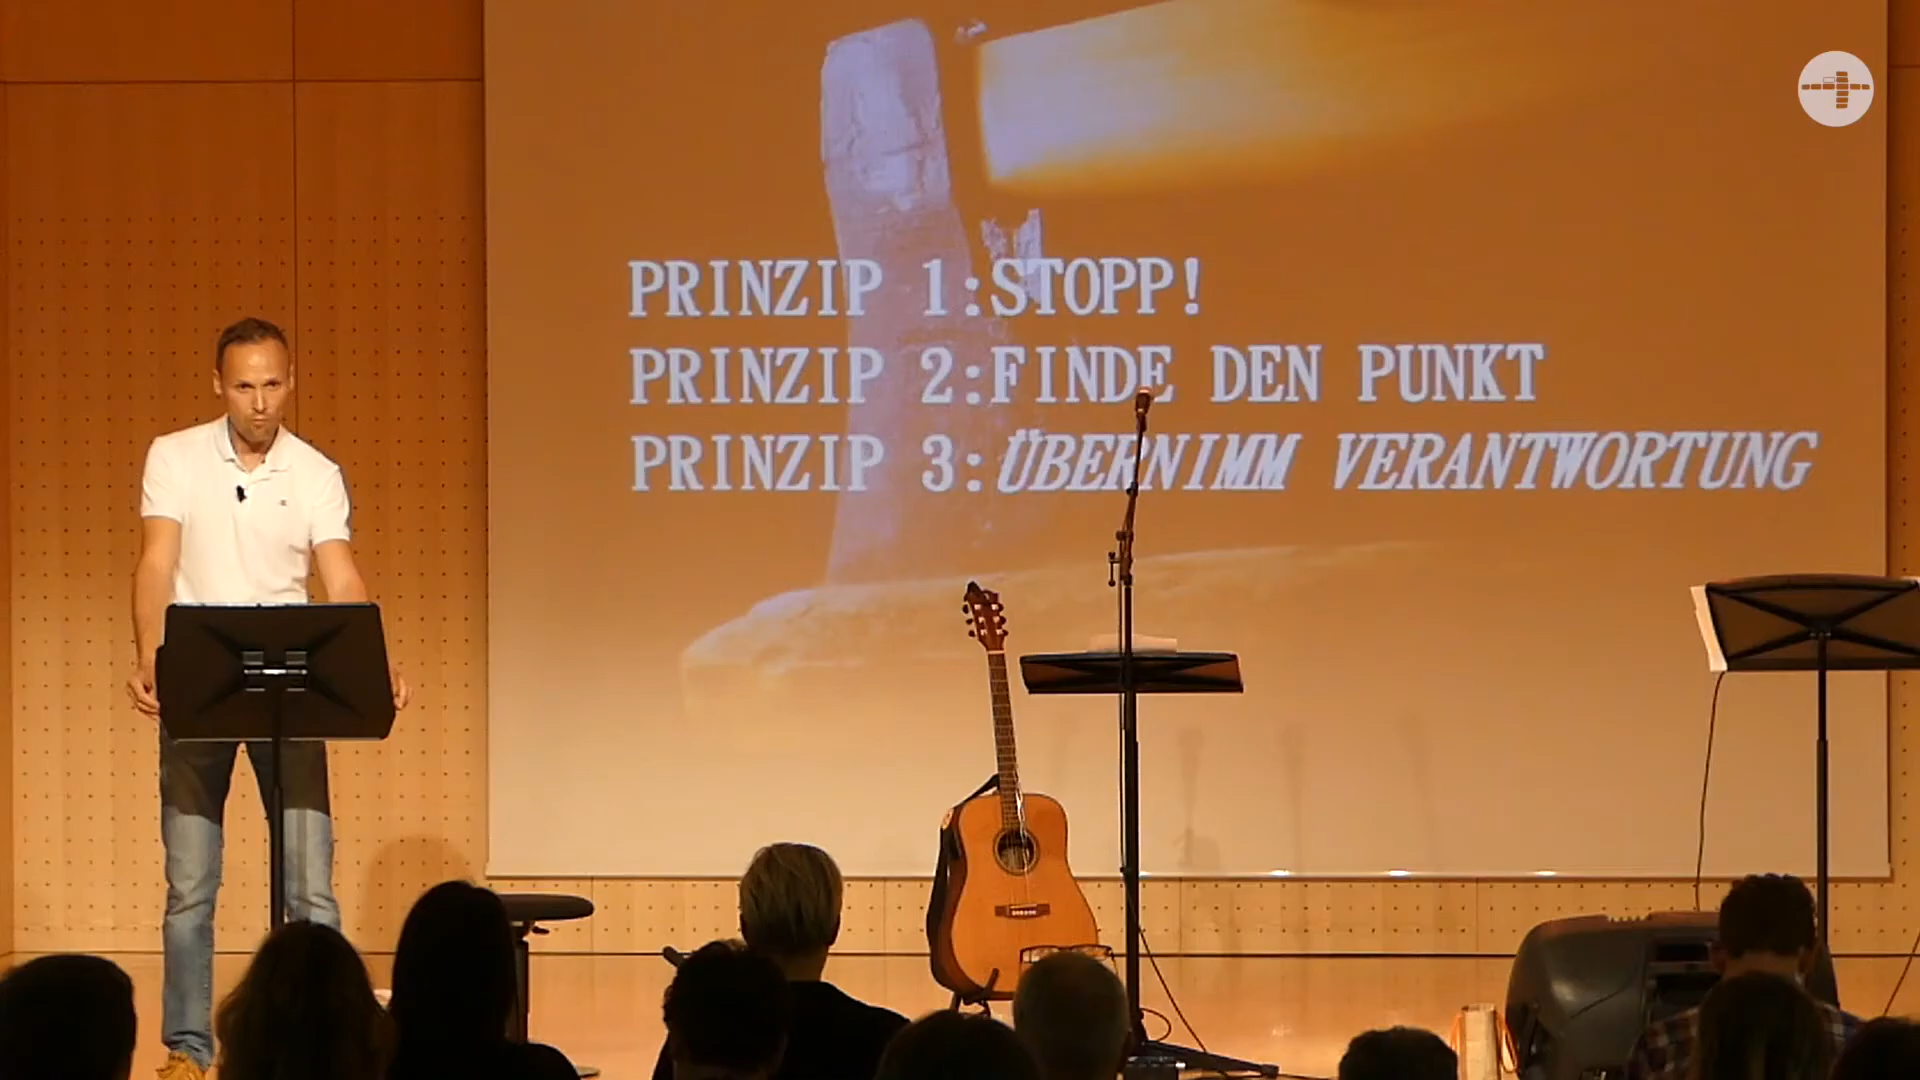 PRINZIP 1:STOPP!
PRINZIP 2:FINDE DEN PUNKT
PRINZIP 3:ÜBERNIMM VERANTWORTUNG